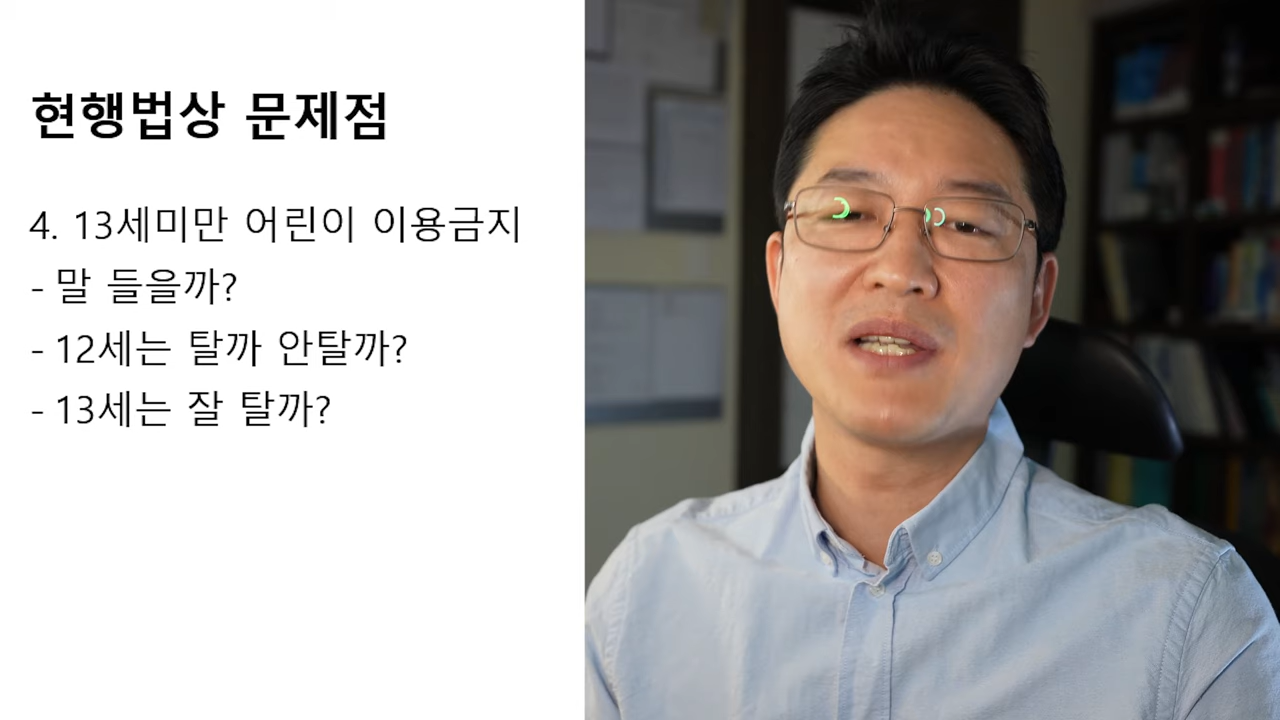 현행법상 문제점
4. 13세미만 어린이 이용금지
- 말 들을까?
- 12세는 탈까 안탈까?
- 13세는 잘 탈까?